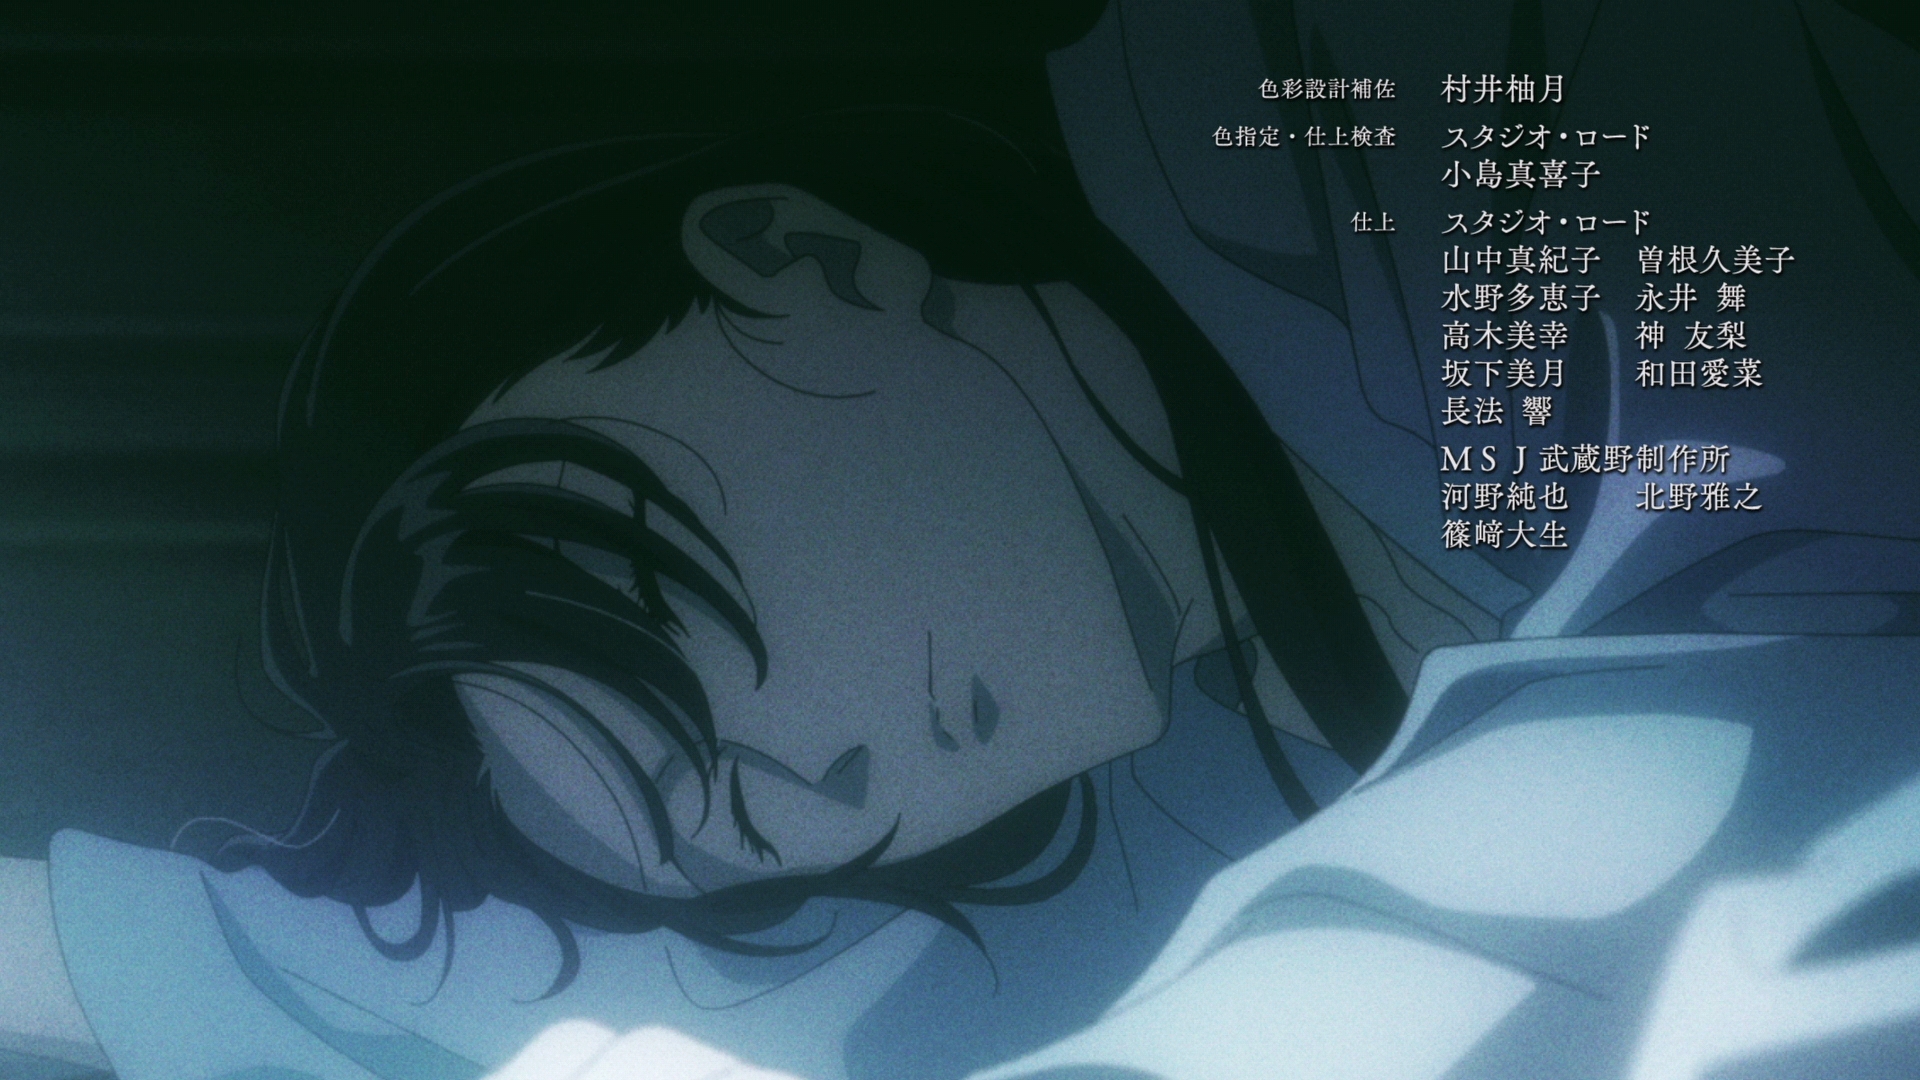 色彩設計補佐 村井柚月
色指定・仕上検査 スタジオ・ロード
小島真喜子
仕上 スタジオ・ロード
山中真紀子 曽根久美子
水野多恵子 永井 舞
高木美幸 神 友梨
坂下美月 和田愛菜
長法 響
ＭＳＪ武蔵野制作所
河野純也 北野雅之
篠﨑大生